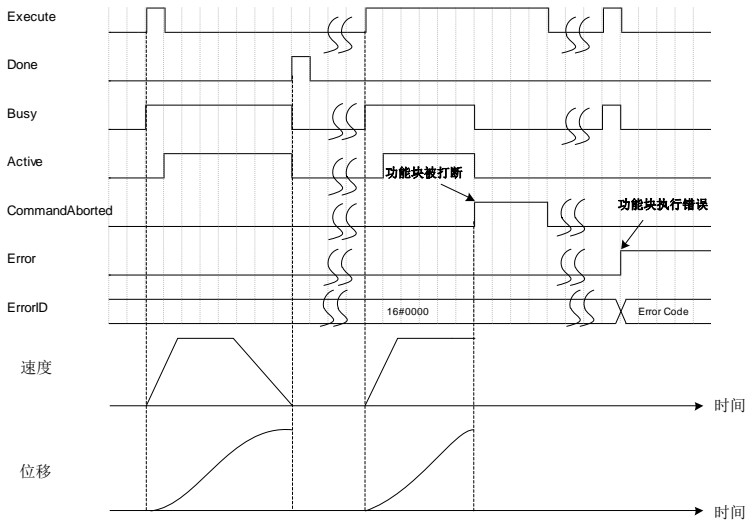 Execute
Done
Busy
Active
功能块被打断
CommandAborted
功能块执行错误
Error
ErrorID
16#0000
Error Code
速度
时间
位移
时间